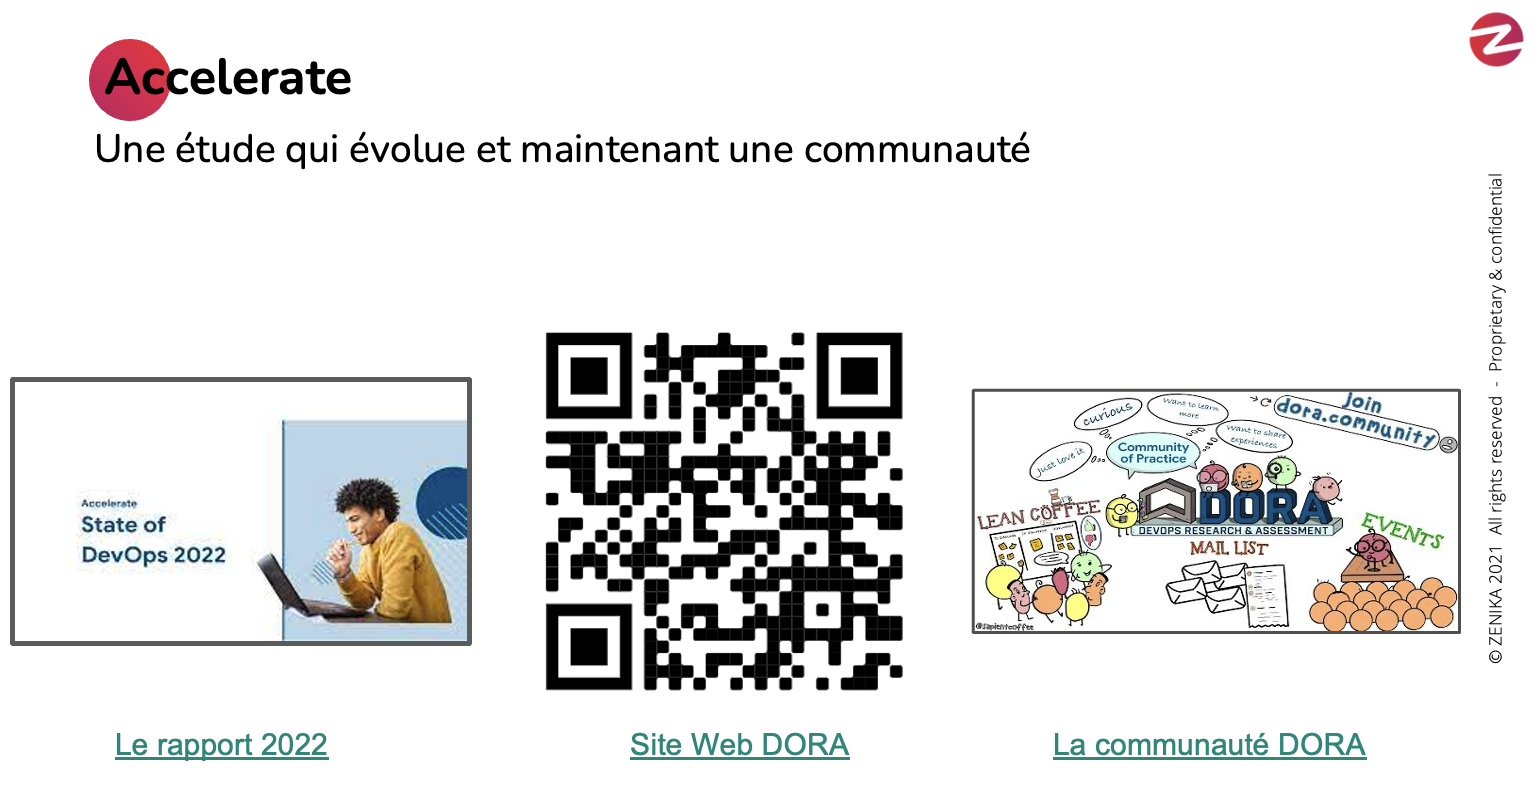 Accelerate
Une étude qui évolue et maintenant une communauté
Accelerate
State of
DevOps 2022
curious
Want to learn
more
Want to share
experiences
Just love it
Community
of Practice
Join
dora.community
LEAN COFFEE
DORA
DEVOPS RESEARCH & ASSESSMENT
MAIL LIST
EVENTS
@sapientcoffee
Le rapport 2022
Site Web DORA
La communauté DORA
© ZENIKA 2021 All rights reserved - Proprietary & confidential